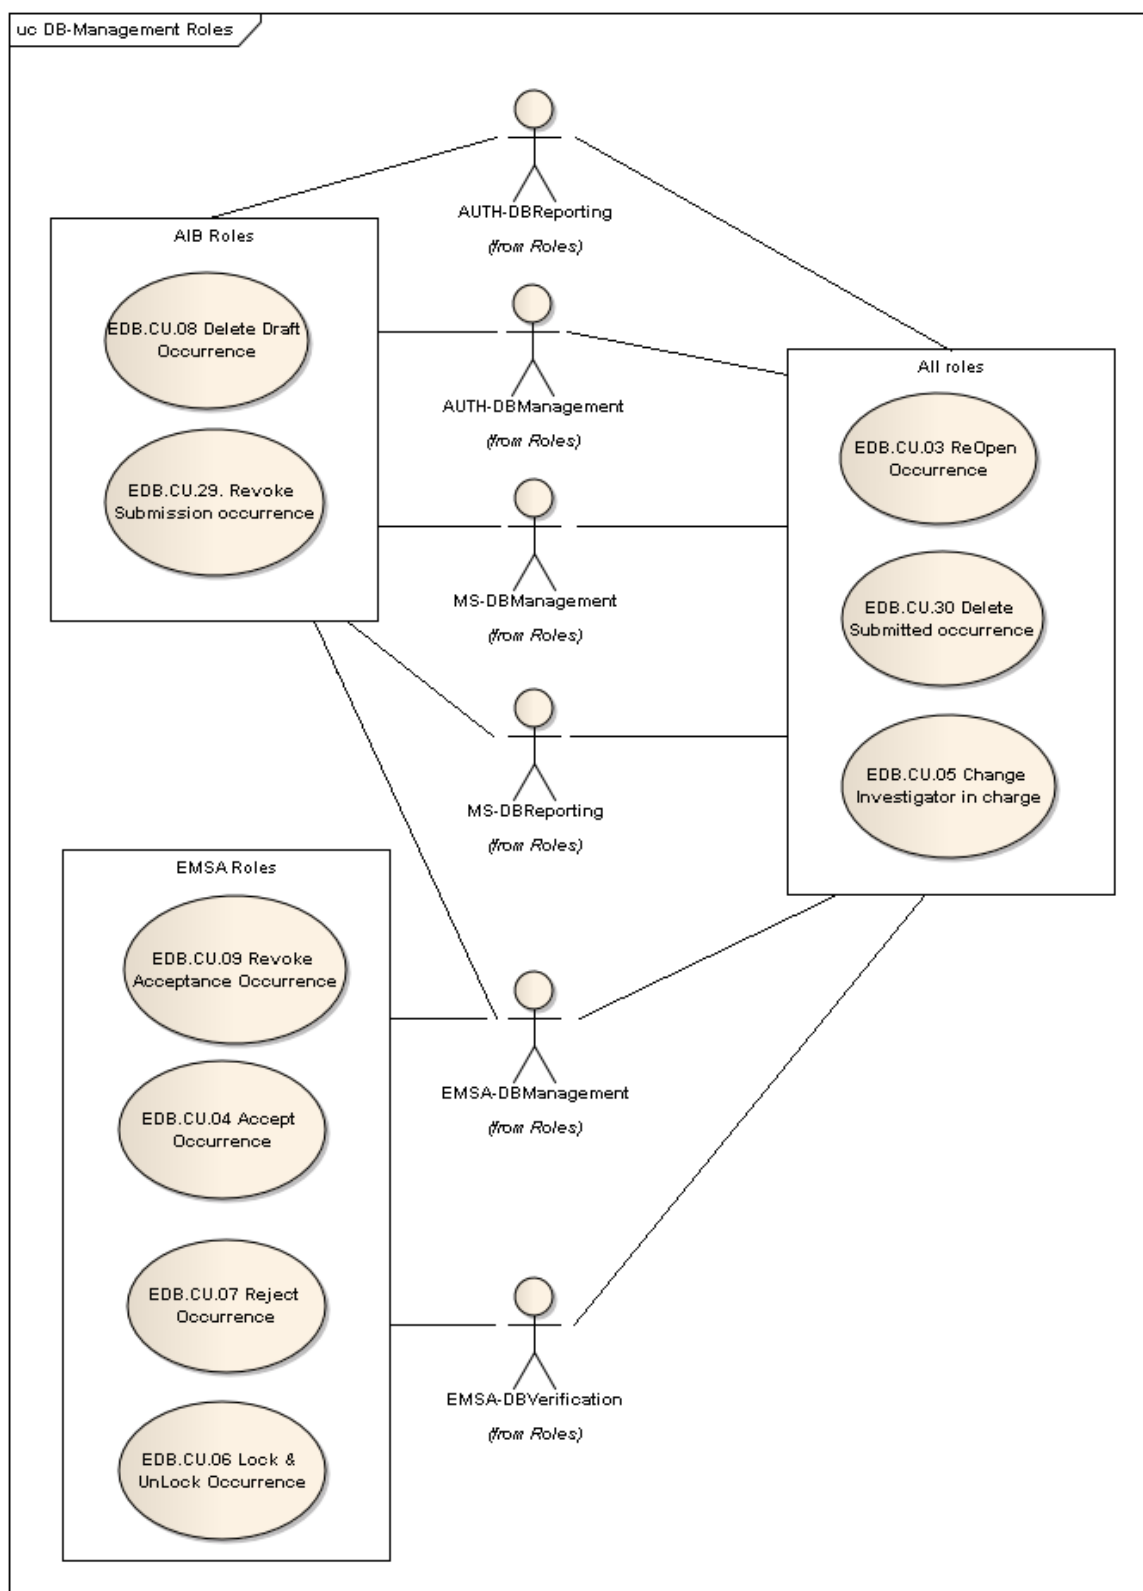 uc DB-Management Roles
AUTH-DBReporting
(from Roles)
AIB Roles
EDB.CU.08 Delete Draft
Occurrence
EDB.CU.29. Revoke
Submission occurrence
AUTH-DBManagement
(from Roles)
All roles
EDB.CU.03 ReOpen
Occurrence
EDB.CU.30 Delete
Submitted occurrence
EDB.CU.05 Change
Investigator in charge
MS-DBManagement
(from Roles)
MS-DBReporting
(from Roles)
EMSA Roles
EDB.CU.09 Revoke
Acceptance Occurrence
EDB.CU.04 Accept
Occurrence
EDB.CU.07 Reject
Occurrence
EDB.CU.06 Lock &
UnLock Occurrence
EMSA-DBManagement
(from Roles)
EMSA-DBVerification
(from Roles)